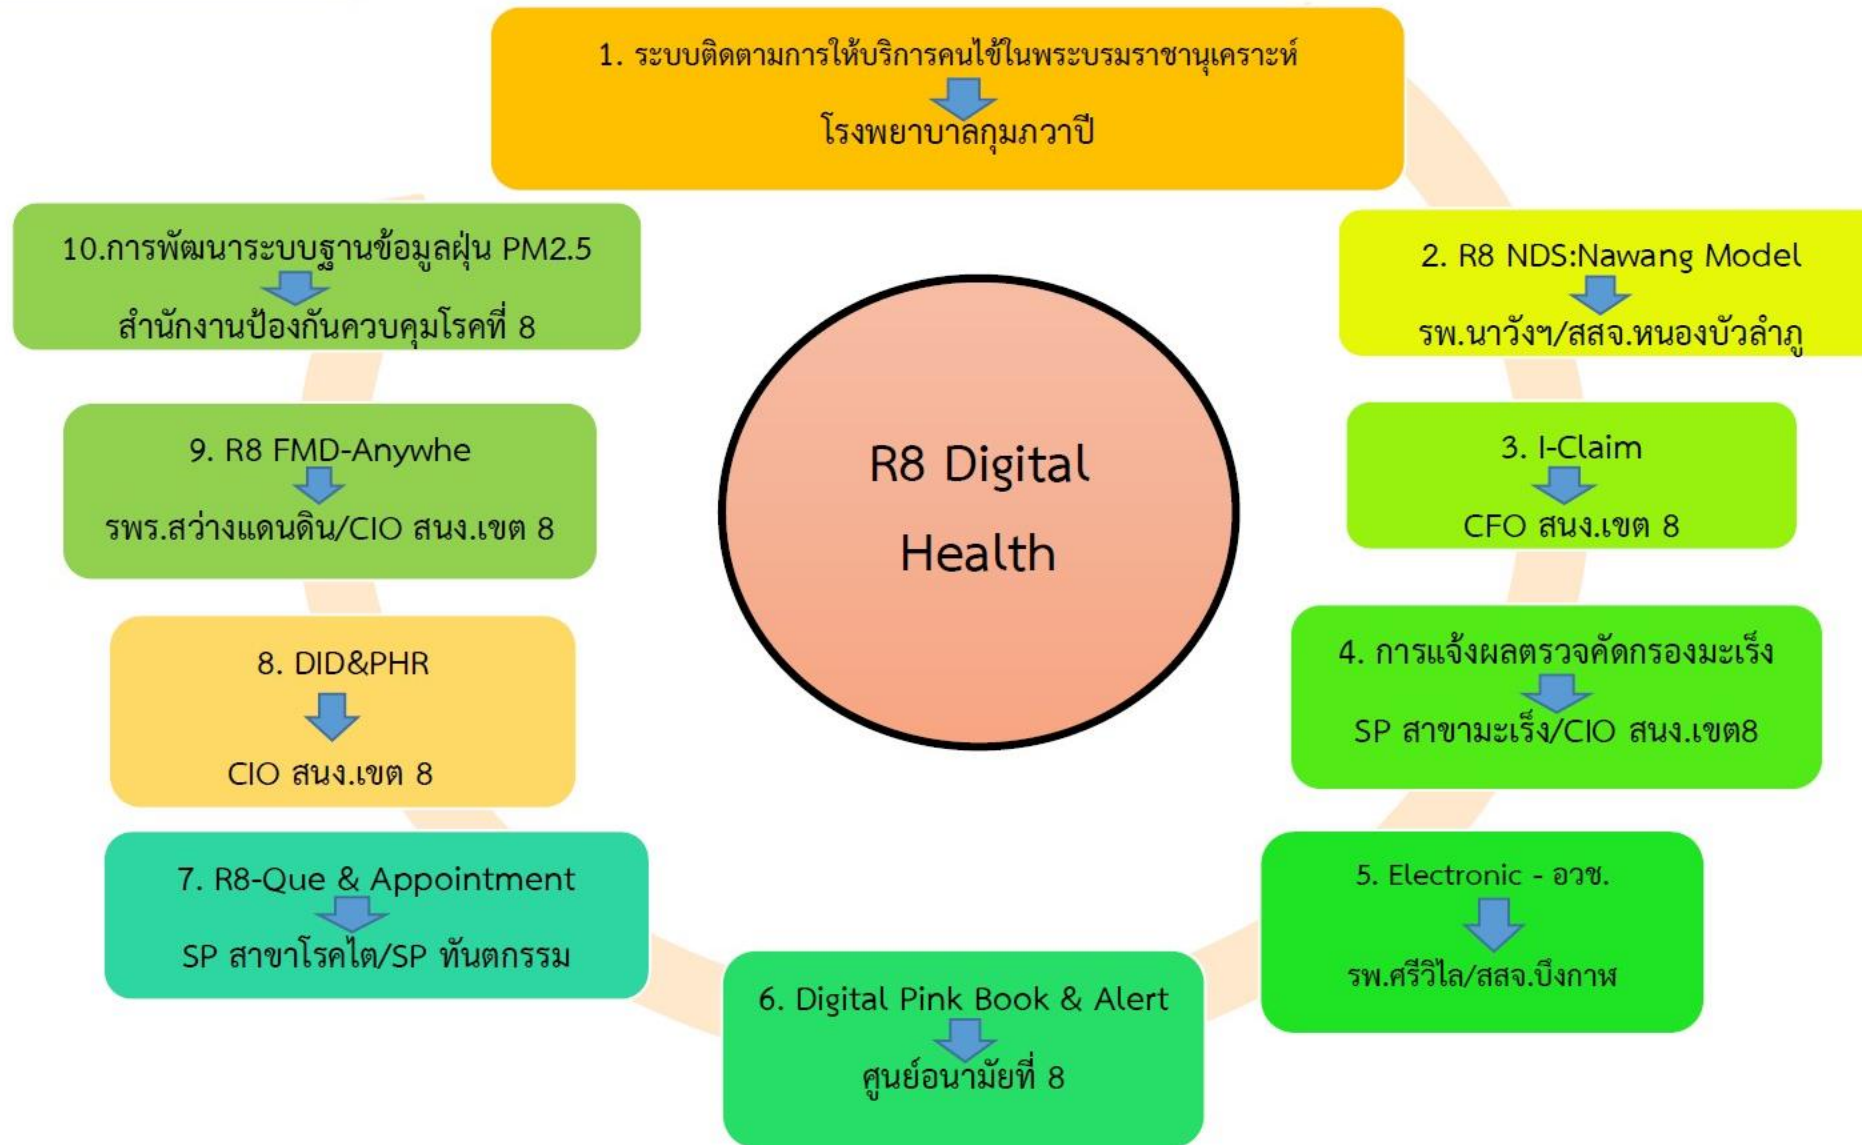 1. ระบบติดตามการให้บริการคนไข้ในพระบรมราชานุเคราะห์
โรงพยาบาลกุมภวาปี
2. R8 NDS:Nawang Model
รพ.นาวังฯ/สสจ.หนองบัวลำภู
3. I-Claim
CFO สนง.เขต 8
4. การแจ้งผลตรวจคัดกรองมะเร็ง
SP สาขามะเร็ง/CIO สนง.เขต8
5. Electronic - อวช.
รพ.ศรีวิไล/สสจ.บึงกาฬ
6. Digital Pink Book & Alert
ศูนย์อนามัยที่ 8
7. R8-Que & Appointment
SP สาขาโรคไต/SP ทันตกรรม
8. DID&PHR
CIO สนง.เขต 8
9. R8 FMD-Anywhe
รพร.สว่างแดนดิน/CIO สนง.เขต 8
10.การพัฒนาระบบฐานข้อมูลฝุ่น PM2.5
สำนักงานป้องกันควบคุมโรคที่ 8
R8 Digital
Health